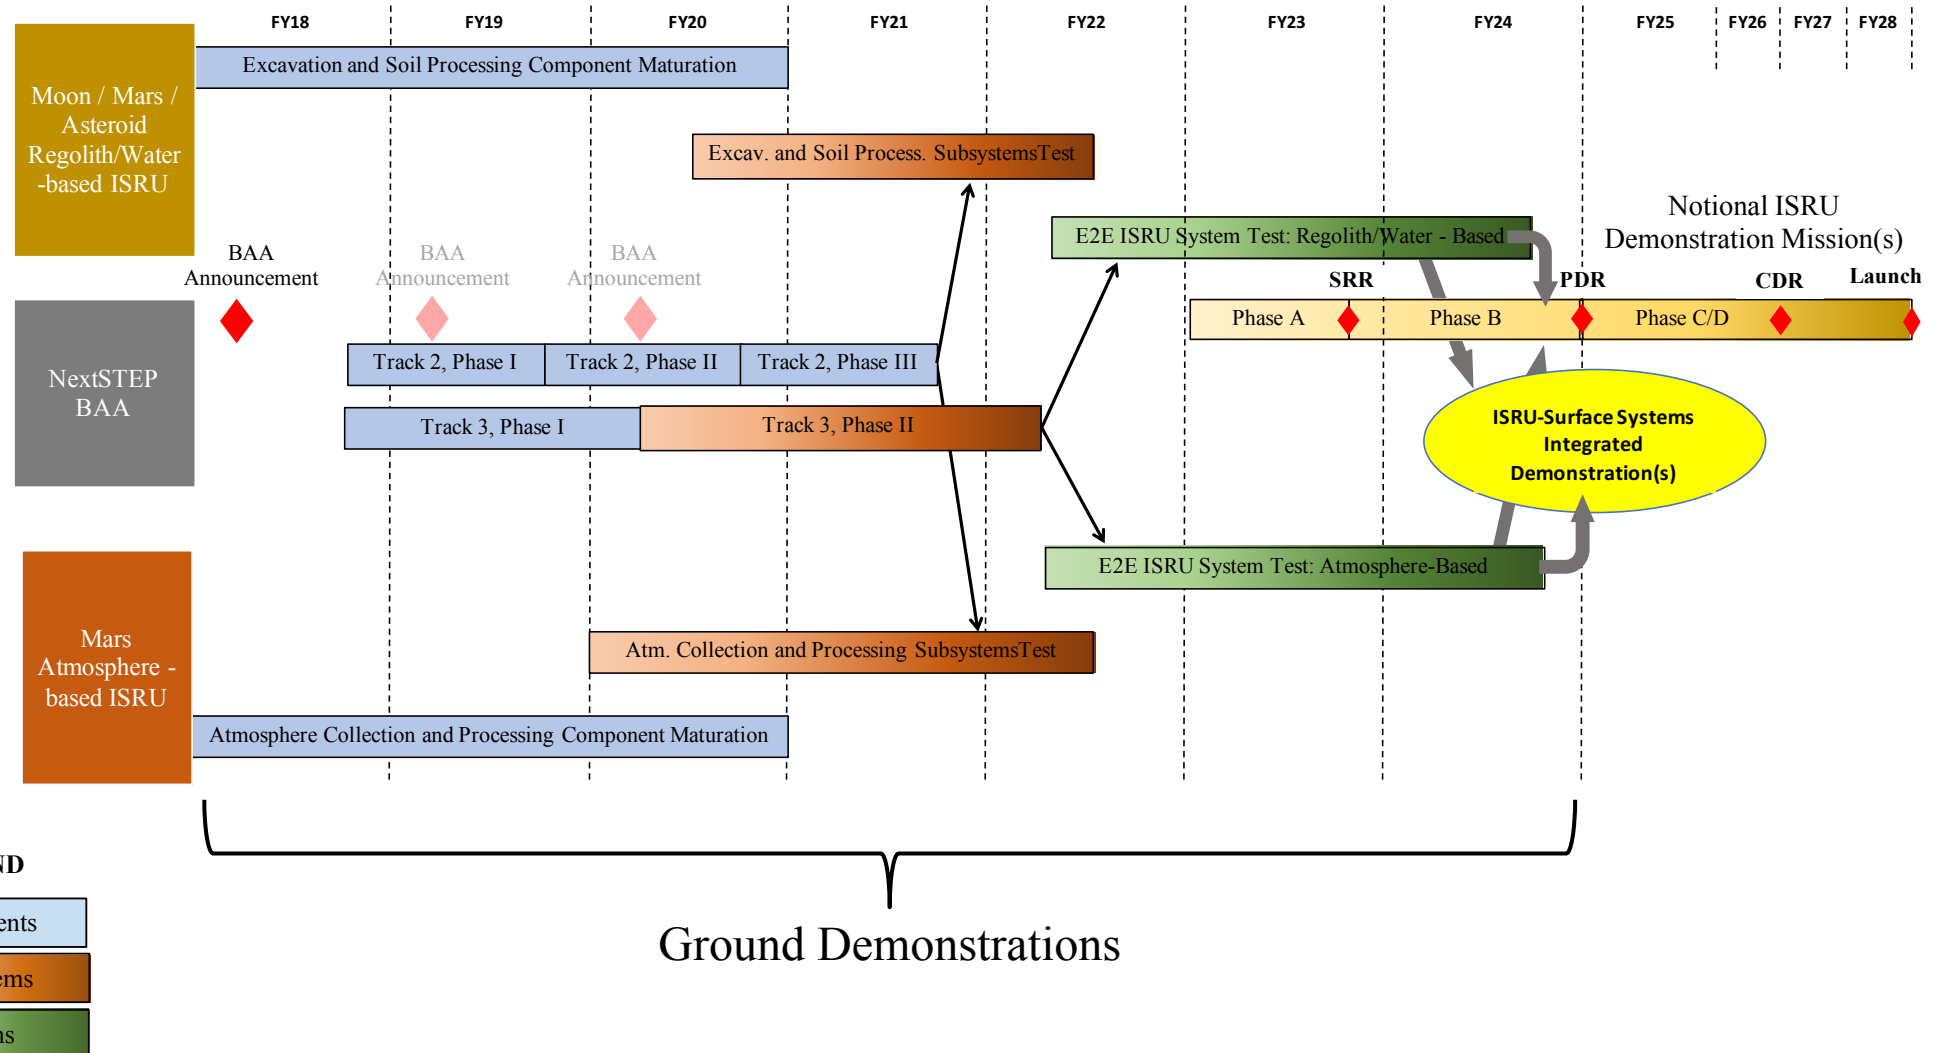 FY18 FY19 FY20 FY21 FY22 FY23 FY24 FY25 FY26 FY27 FY28
Moon / Mars /
Asteroid
Regolith/Water
-based ISRU
Excavation and Soil Processing Component Maturation
Excav. and Soil Process. SubsystemsTest
E2E ISRU System Test: Regolith/Water - Based
Notional ISRU
Demonstration Mission(s)
BAA
Announcement
BAA
Announcement
BAA
Announcement
SRR
PDR
CDR
Launch
Phase A
Phase B
Phase C/D
NextSTEP
BAA
Track 2, Phase I
Track 2, Phase II
Track 2, Phase III
Track 3, Phase I
Track 3, Phase II
ISRU-Surface Systems
Integrated
Demonstration(s)
Mars
Atmosphere -
based ISRU
E2E ISRU System Test: Atmosphere-Based
Atm. Collection and Processing SubsystemsTest
Atmosphere Collection and Processing Component Maturation
Ground Demonstrations
ND
ents
ems
ns